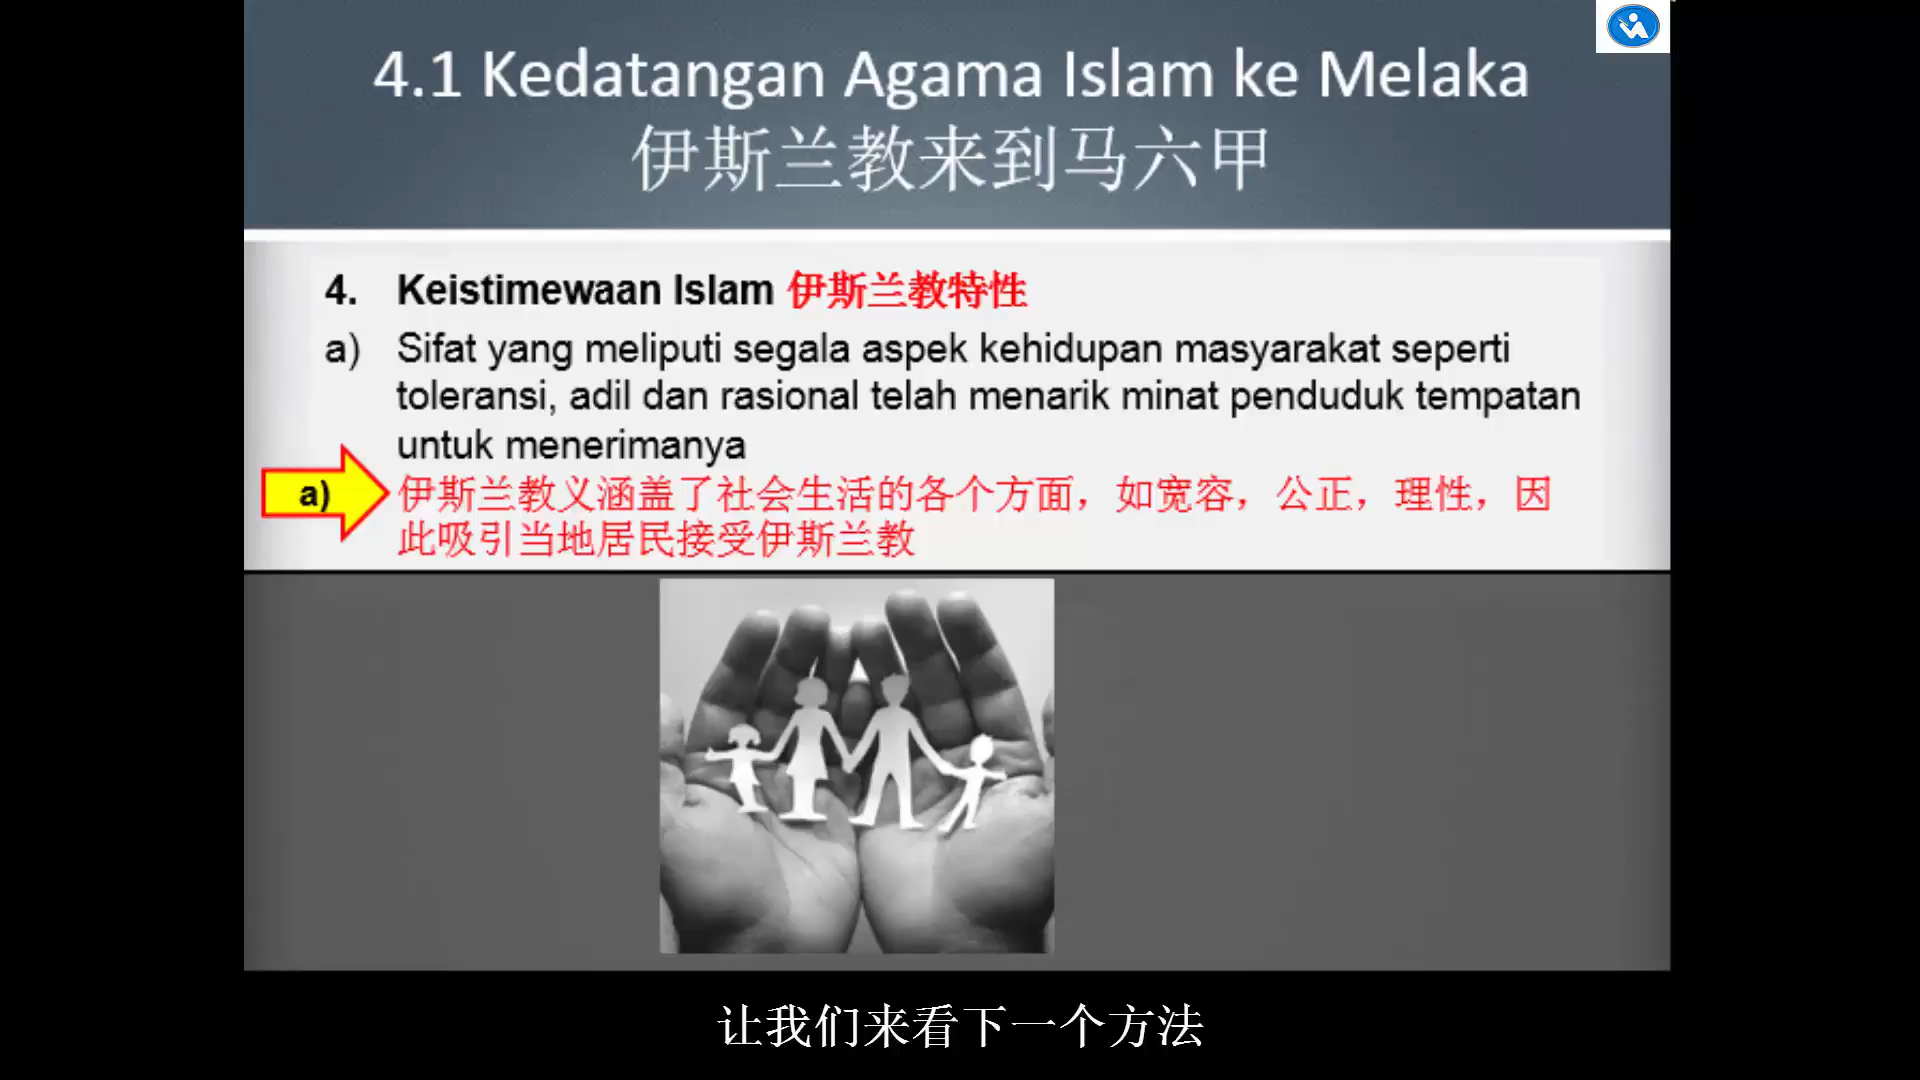 4.1 Kedatangan Agama Islam ke Melaka
伊斯兰教来到马六甲
4. Keistimewaan Islam 伊斯兰教特性
a) Sifat yang meliputi segala aspek kehidupan masyarakat seperti
toleransi, adil dan rasional telah menarik minat penduduk tempatan
untuk menerimanya
a) 伊斯兰教义涵盖了社会生活的各个方面，如宽容，公正，理性，因
此吸引当地居民接受伊斯兰教
让我们来看下一个方法